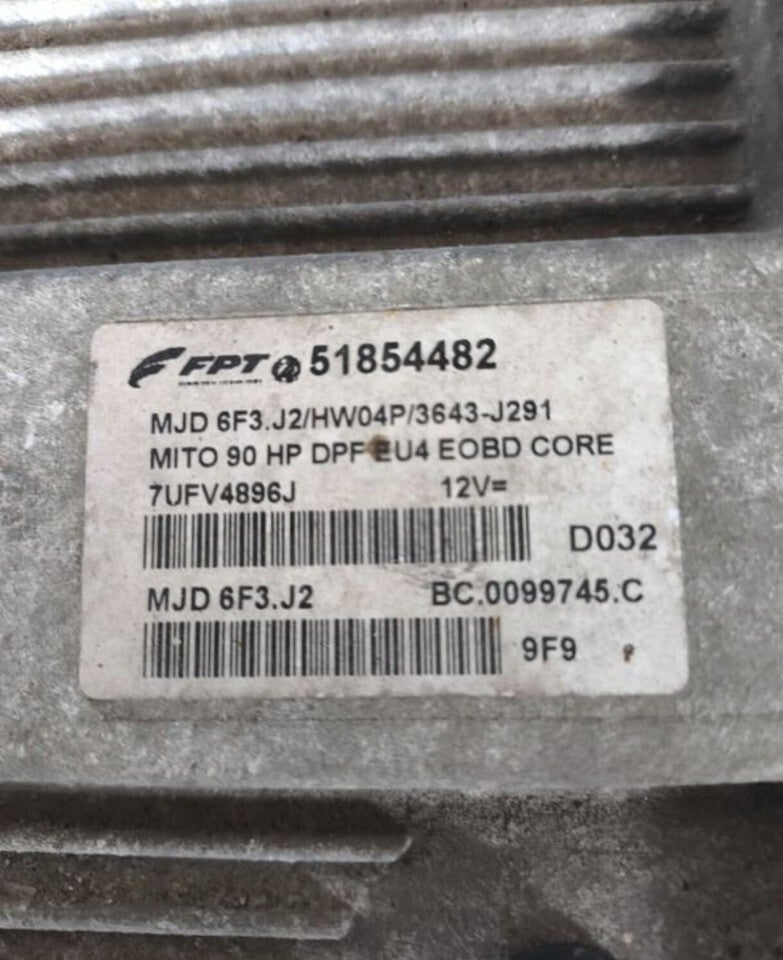 FPT 51854482
MJD 6F3.J2/HW04P/3643-J291
MITO 90 HP DPF EU4 EOBD CORE
7UFV4896J 12V=
D032
MJD 6F3.J2 BC.0099745.C
9F9